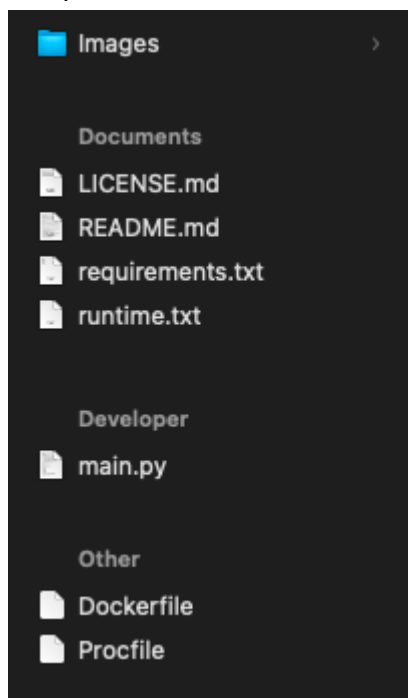 Images
Documents
LICENSE.md
README.md
requirements.txt
runtime.txt
Developer
main.py
Other
Dockerfile
Procfile